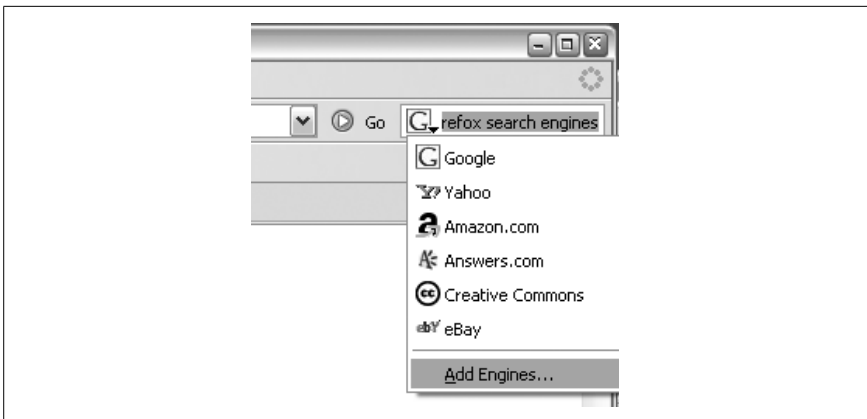 Go
refox search engines
Google
Yahoo
Amazon.com
Answers.com
Creative Commons
eBay
Add Engines...